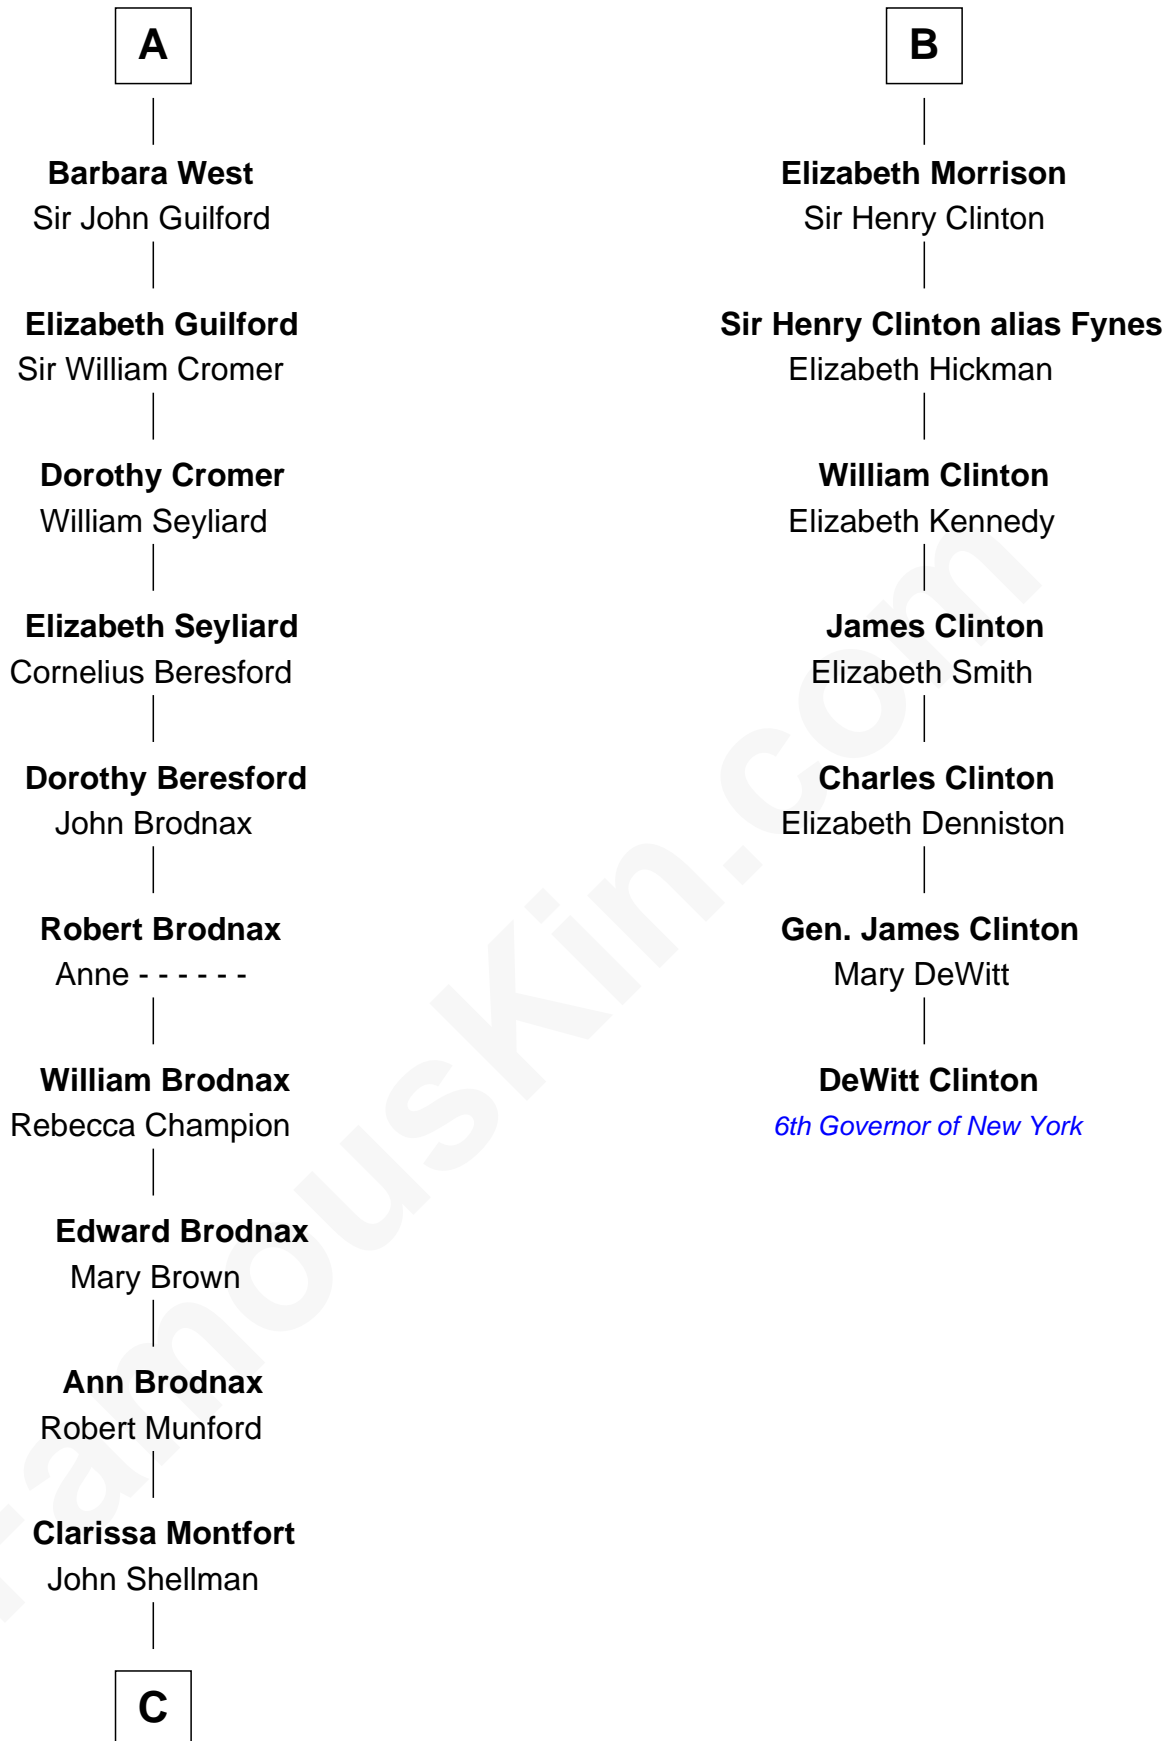 A
Barbara West
Sir John Guilford
Elizabeth Guilford
Sir William Cromer
Dorothy Cromer
William Seyliard
Elizabeth Seyliard
Cornelius Beresford
Dorothy Beresford
John Brodnax
Robert Brodnax
Anne - - - - - -
William Brodnax
Rebecca Champion
Edward Brodnax
Mary Brown
Ann Brodnax
Robert Munford
Clarissa Montfort
John Shellman
C
B
Elizabeth Morrison
Sir Henry Clinton
Sir Henry Clinton alias Fynes
Elizabeth Hickman
William Clinton
Elizabeth Kennedy
James Clinton
Elizabeth Smith
Charles Clinton
Elizabeth Denniston
Gen. James Clinton
Mary DeWitt
DeWitt Clinton
6th Governor of New York
FamousKin.com